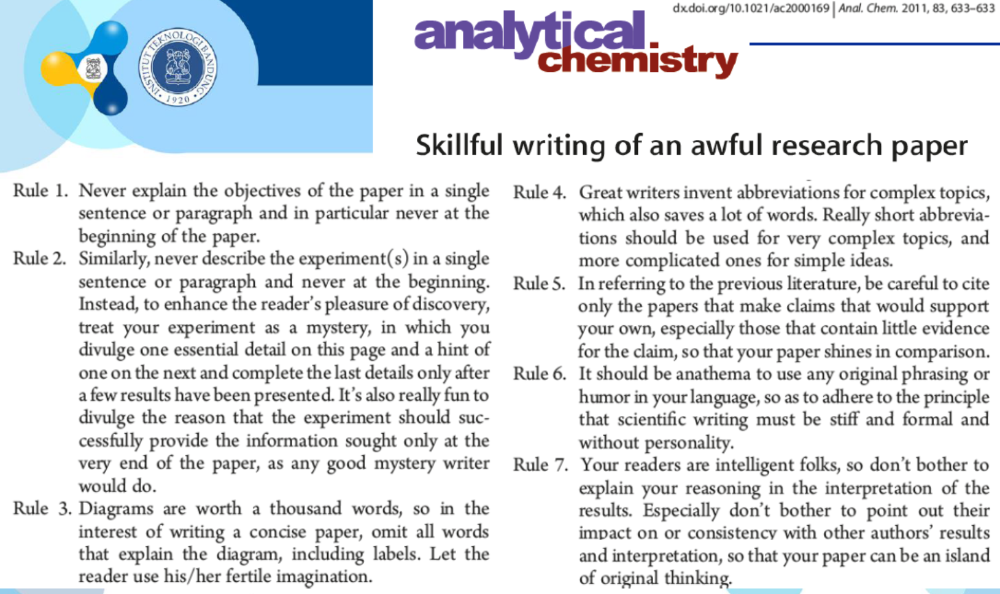 INSTITUT TEKNOLOGI BANDUNG
• 1920 •
dx.doi.org/10.1021/ac2000169 | Anal. Chem. 2011, 83, 633–633
analytical
chemistry
Skillful writing of an awful research paper
Rule 1. Never explain the objectives of the paper in a single
sentence or paragraph and in particular never at the
beginning of the paper.
Rule 2. Similarly, never describe the experiment(s) in a single
sentence or paragraph and never at the beginning.
Instead, to enhance the reader's pleasure of discovery,
treat your experiment as a mystery, in which you
divulge one essential detail on this page and a hint of
one on the next and complete the last details only after
a few results have been presented. It's also really fun to
divulge the reason that the experiment should suc-
cessfully provide the information sought only at the
very end of the paper, as any good mystery writer
would do.
Rule 3. Diagrams are worth a thousand words, so in the
interest of writing a concise paper, omit all words
that explain the diagram, including labels. Let the
reader use his/her fertile imagination.
Rule 4. Great writers invent abbreviations for complex topics,
which also saves a lot of words. Really short abbrevia-
tions should be used for very complex topics, and
more complicated ones for simple ideas.
Rule 5. In referring to the previous literature, be careful to cite
only the papers that make claims that would support
your own, especially those that contain little evidence
for the claim, so that your paper shines in comparison.
Rule 6. It should be anathema to use any original phrasing or
humor in your language, so as to adhere to the principle
that scientific writing must be stiff and formal and
without personality.
Rule 7. Your readers are intelligent folks, so don't bother to
explain your reasoning in the interpretation of the
results. Especially don't bother to point out their
impact on or consistency with other authors' results
and interpretation, so that your paper can be an island
of original thinking.